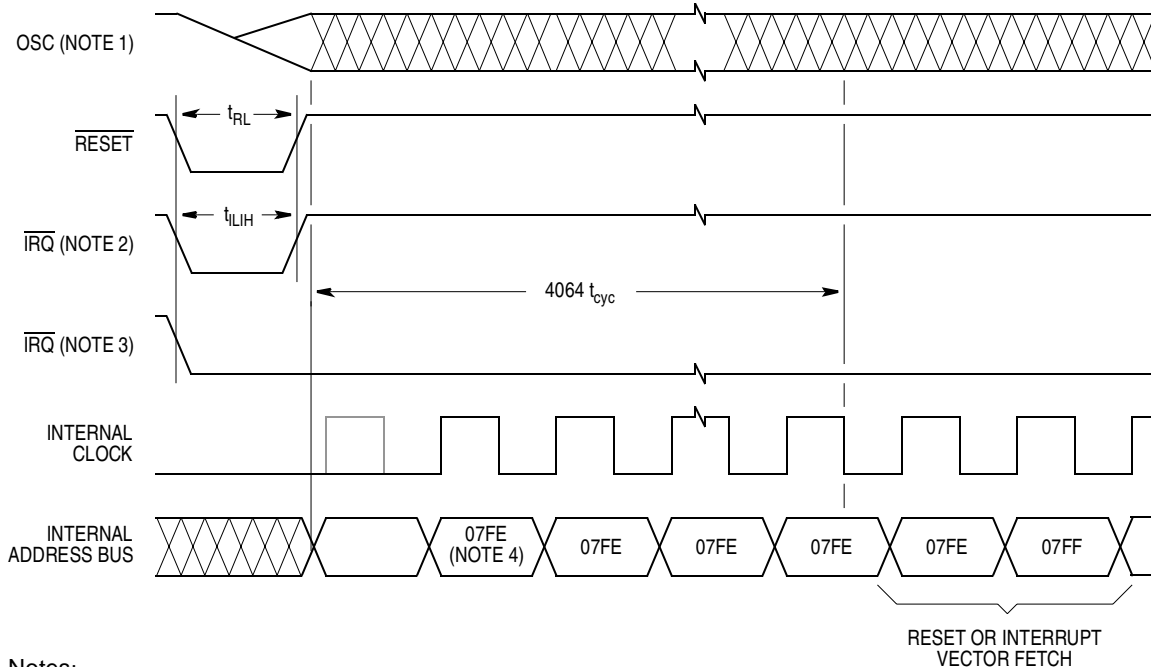 OSC (NOTE 1)
tRL
RESET
tILIH
IRQ (NOTE 2)
4064 tcyc
IRQ (NOTE 3)
INTERNAL
CLOCK
INTERNAL
ADDRESS BUS
07FE
(NOTE 4)
07FE
07FE
07FE
07FE
07FF
RESET OR INTERRUPT
VECTOR FETCH
Notes: